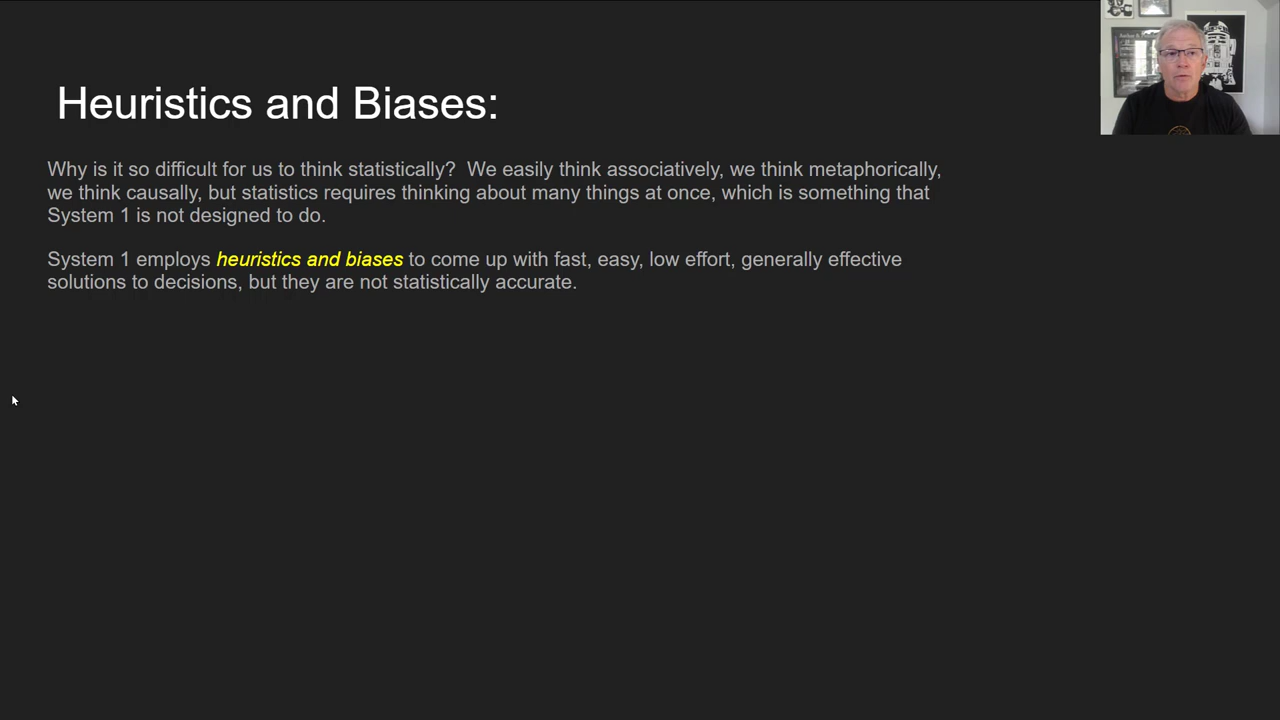 Heuristics and Biases:
Why is it so difficult for us to think statistically?  We easily think associatively, we think metaphorically,
we think causally, but statistics requires thinking about many things at once, which is something that
System 1 is not designed to do.
System 1 employs heuristics and biases to come up with fast, easy, low effort, generally effective
solutions to decisions, but they are not statistically accurate.